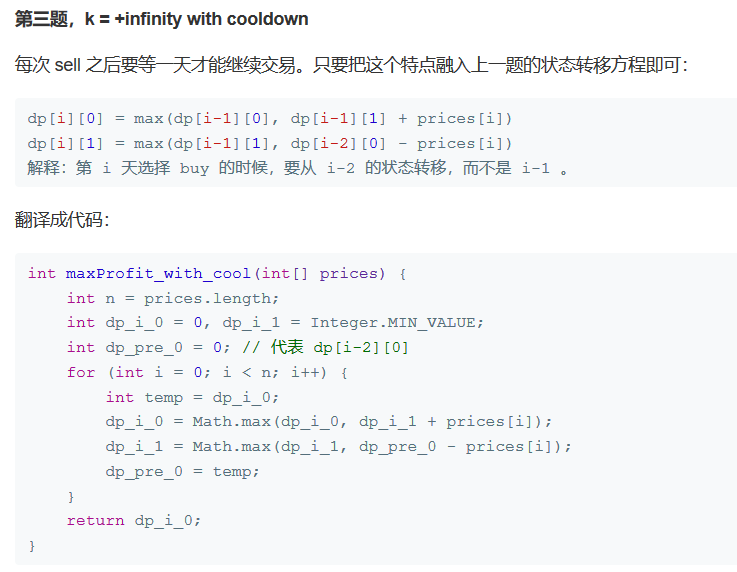 第三题，k = +infinity with cooldown
每次 sell 之后要等一天才能继续交易。只要把这个特点融入上一题的状态转移方程即可：
dp[i][0] = max(dp[i-1][0], dp[i-1][1] + prices[i])
dp[i][1] = max(dp[i-1][1], dp[i-2][0] - prices[i])
解释：第 i 天选择 buy 的时候，要从 i-2 的状态转移，而不是 i-1 。
翻译成代码：
int maxProfit_with_cool(int[] prices) {
    int n = prices.length;
    int dp_i_0 = 0, dp_i_1 = Integer.MIN_VALUE;
    int dp_pre_0 = 0; // 代表 dp[i-2][0]
    for (int i = 0; i < n; i++) {
        int temp = dp_i_0;
        dp_i_0 = Math.max(dp_i_0, dp_i_1 + prices[i]);
        dp_i_1 = Math.max(dp_i_1, dp_pre_0 - prices[i]);
        dp_pre_0 = temp;
    }
    return dp_i_0;
}